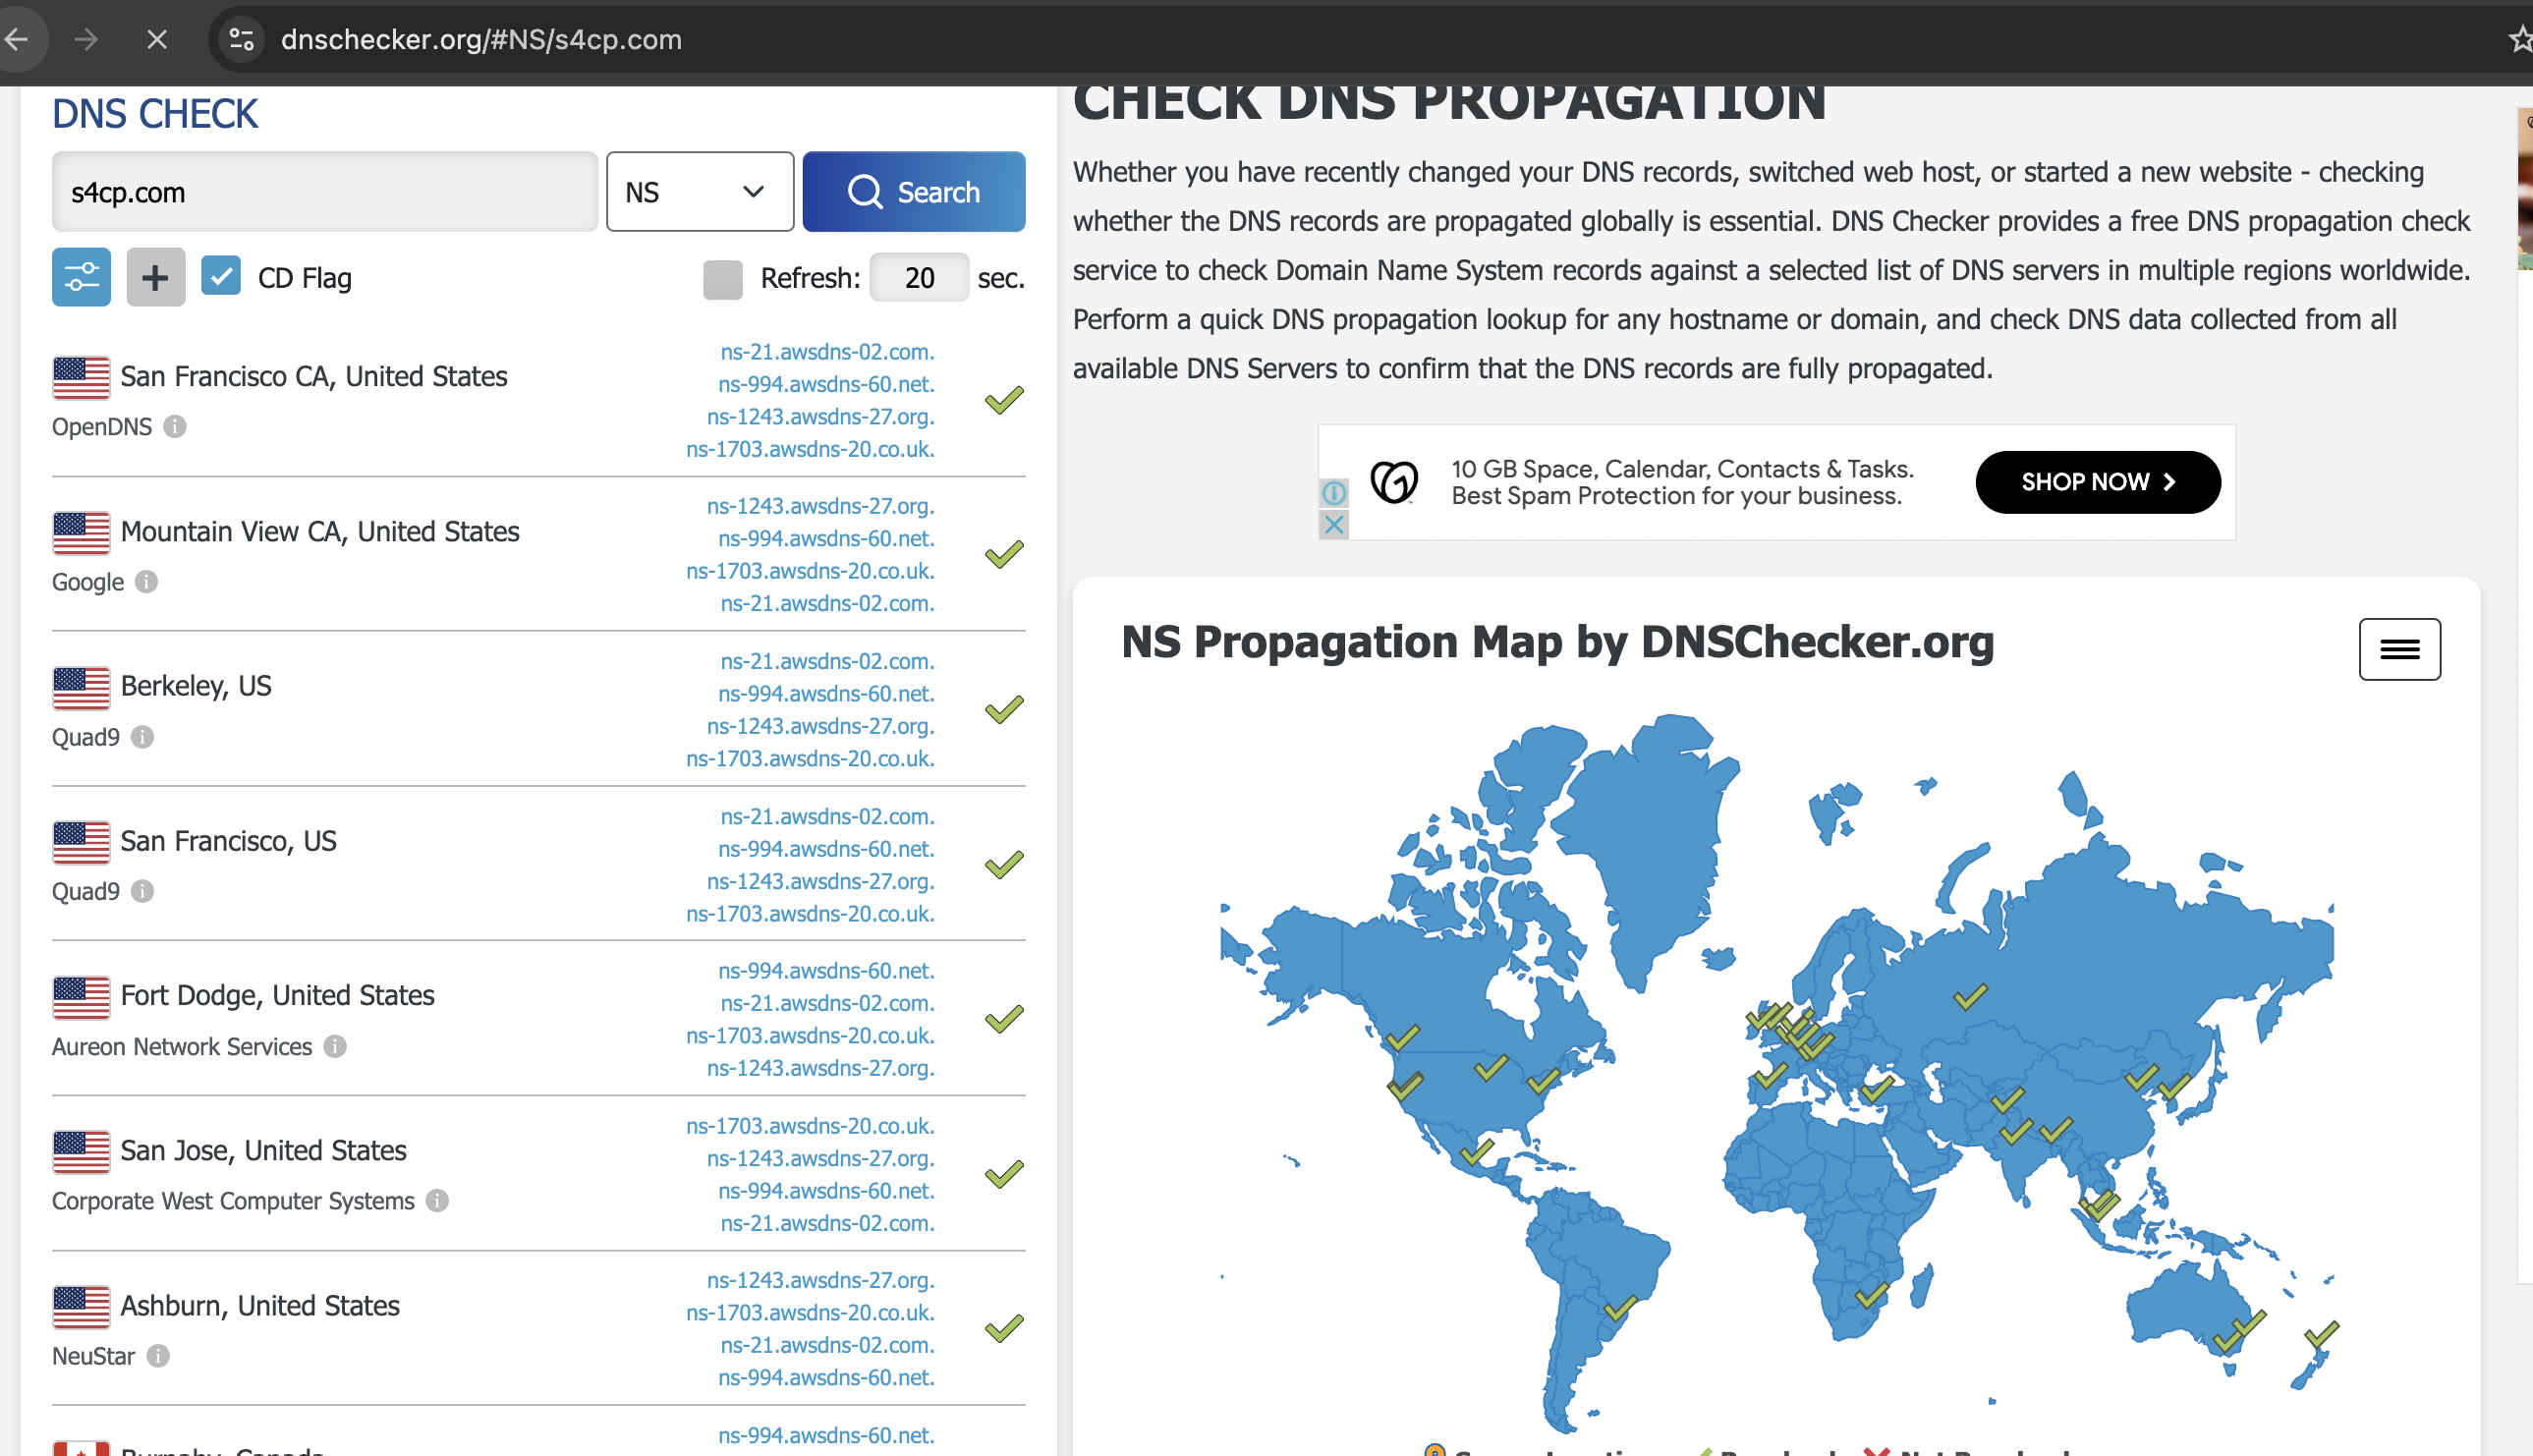 dnschecker.org/#NS/s4cp.com
DNS CHECK
s4cp.com
NS
Search
CD Flag
Refresh: 20 sec.
San Francisco CA, United States
OpenDNS
ns-21.awsdns-02.com.
ns-994.awsdns-60.net.
ns-1243.awsdns-27.org.
ns-1703.awsdns-20.co.uk.
Mountain View CA, United States
Google
ns-1243.awsdns-27.org.
ns-994.awsdns-60.net.
ns-1703.awsdns-20.co.uk.
ns-21.awsdns-02.com.
Berkeley, US
Quad9
ns-21.awsdns-02.com.
ns-994.awsdns-60.net.
ns-1243.awsdns-27.org.
ns-1703.awsdns-20.co.uk.
San Francisco, US
Quad9
ns-21.awsdns-02.com.
ns-994.awsdns-60.net.
ns-1243.awsdns-27.org.
ns-1703.awsdns-20.co.uk.
Fort Dodge, United States
Aureon Network Services
ns-994.awsdns-60.net.
ns-21.awsdns-02.com.
ns-1703.awsdns-20.co.uk.
ns-1243.awsdns-27.org.
San Jose, United States
Corporate West Computer Systems
ns-1703.awsdns-20.co.uk.
ns-1243.awsdns-27.org.
ns-994.awsdns-60.net.
ns-21.awsdns-02.com.
Ashburn, United States
NeuStar
ns-1243.awsdns-27.org.
ns-1703.awsdns-20.co.uk.
ns-21.awsdns-02.com.
ns-994.awsdns-60.net.
ns-994.awsdns-60.net.
CHECK DNS PROPAGATION
Whether you have recently changed your DNS records, switched web host, or started a new website - checking
whether the DNS records are propagated globally is essential. DNS Checker provides a free DNS propagation check
service to check Domain Name System records against a selected list of DNS servers in multiple regions worldwide.
Perform a quick DNS propagation lookup for any hostname or domain, and check DNS data collected from all
available DNS Servers to confirm that the DNS records are fully propagated.
10 GB Space, Calendar, Contacts & Tasks.
Best Spam Protection for your business.
SHOP NOW
NS Propagation Map by DNSChecker.org